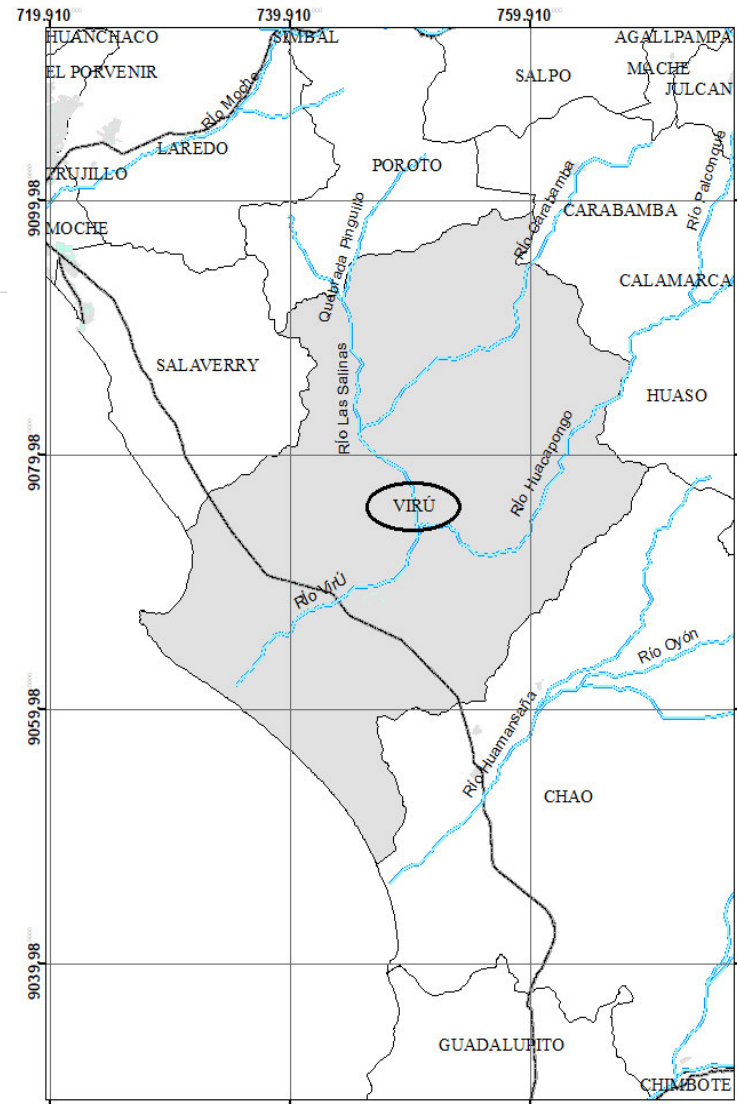 719.910
739.910
759.910
HUANCHACO
SIMBAL
AGALLPAMPA
EL PORVENIR
SALPO
MACHE
JULCAN
Río Moche
LAREDO
POROTO
TRUJILLO
9099.98
MOCHE
Quebrada Pinguillo
Río Carabamba
CARABAMBA
Río Palconque
CALAMARCA
SALAVERRY
Río Las Salinas
HUASO
9079.98
Río Huacapongo
VIRÚ
Río VirÚ
Río Oyón
9059.98
Río Huamansaña
CHAO
9039.98
GUADALUPITO
CHIMBOTE